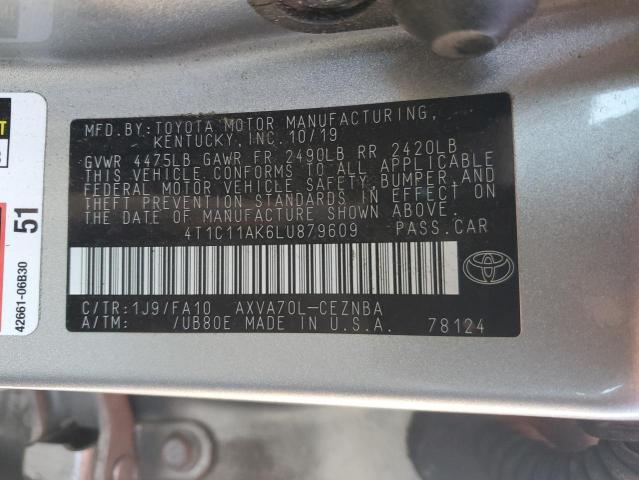 MFD.BY:TOYOTA MOTOR MANUFACTURING,
KENTUCKY,INC.10/19
GVWR 4475LB GAWR FR 2490LB RR 2420LB
THIS VEHICLE CONFORMS TO ALL APPLICABLE
FEDERAL MOTOR VEHICLE SAFETY,BUMPER,AND
THEFT PREVENTION STANDARDS IN EFFECT ON
THE DATE OF MANUFACTURE SHOWN ABOVE.
4T1C11AK6LU879609 PASS.CAR
C/TR:1J9/FA10 AXVA70L-CEZNBA
A/TM: /UB80E MADE IN U.S.A. 78124
42661-06B30
51